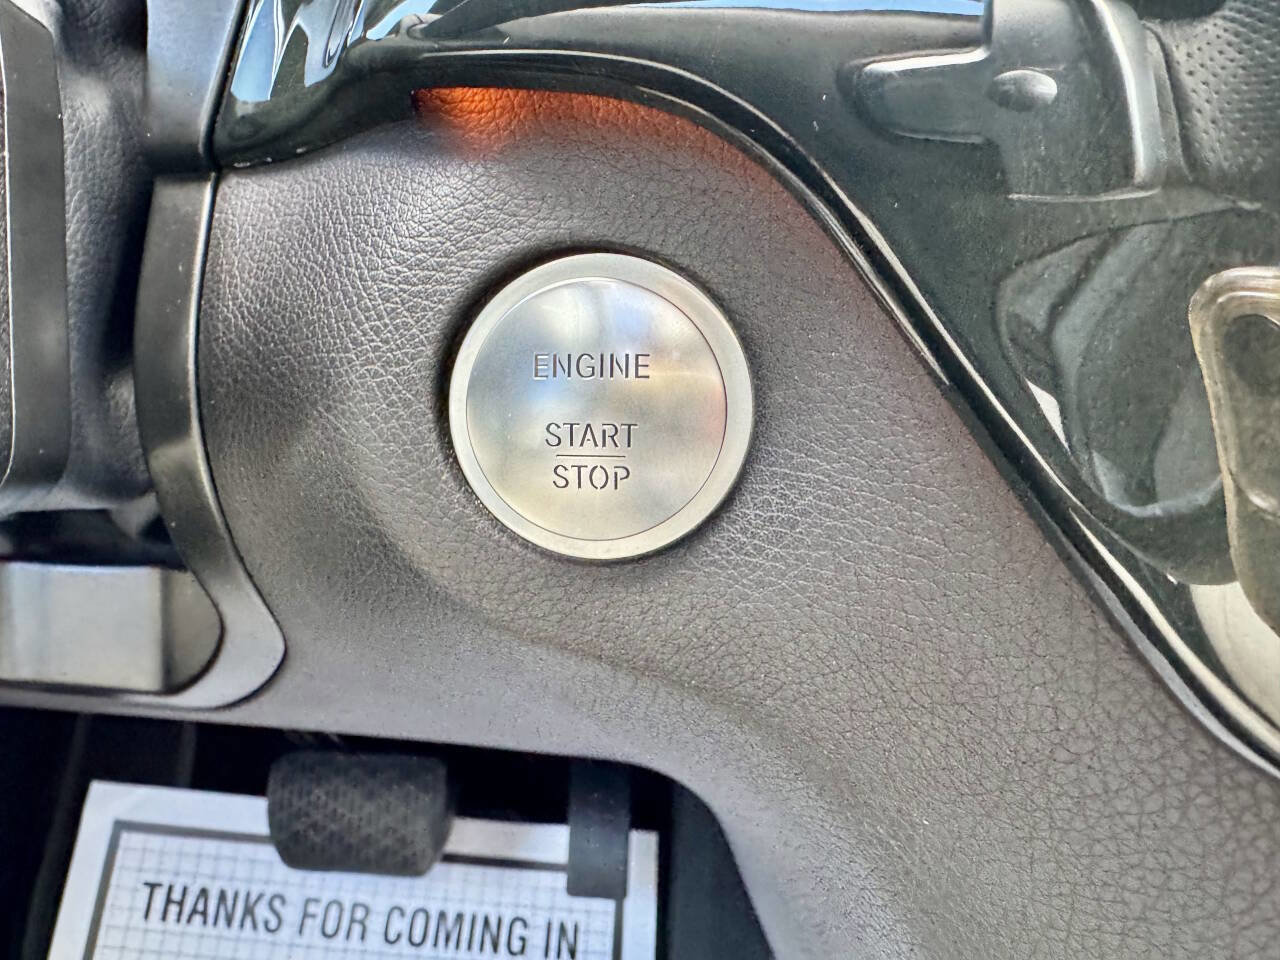 ENGINE
START
STOP
THANKS FOR COMING IN